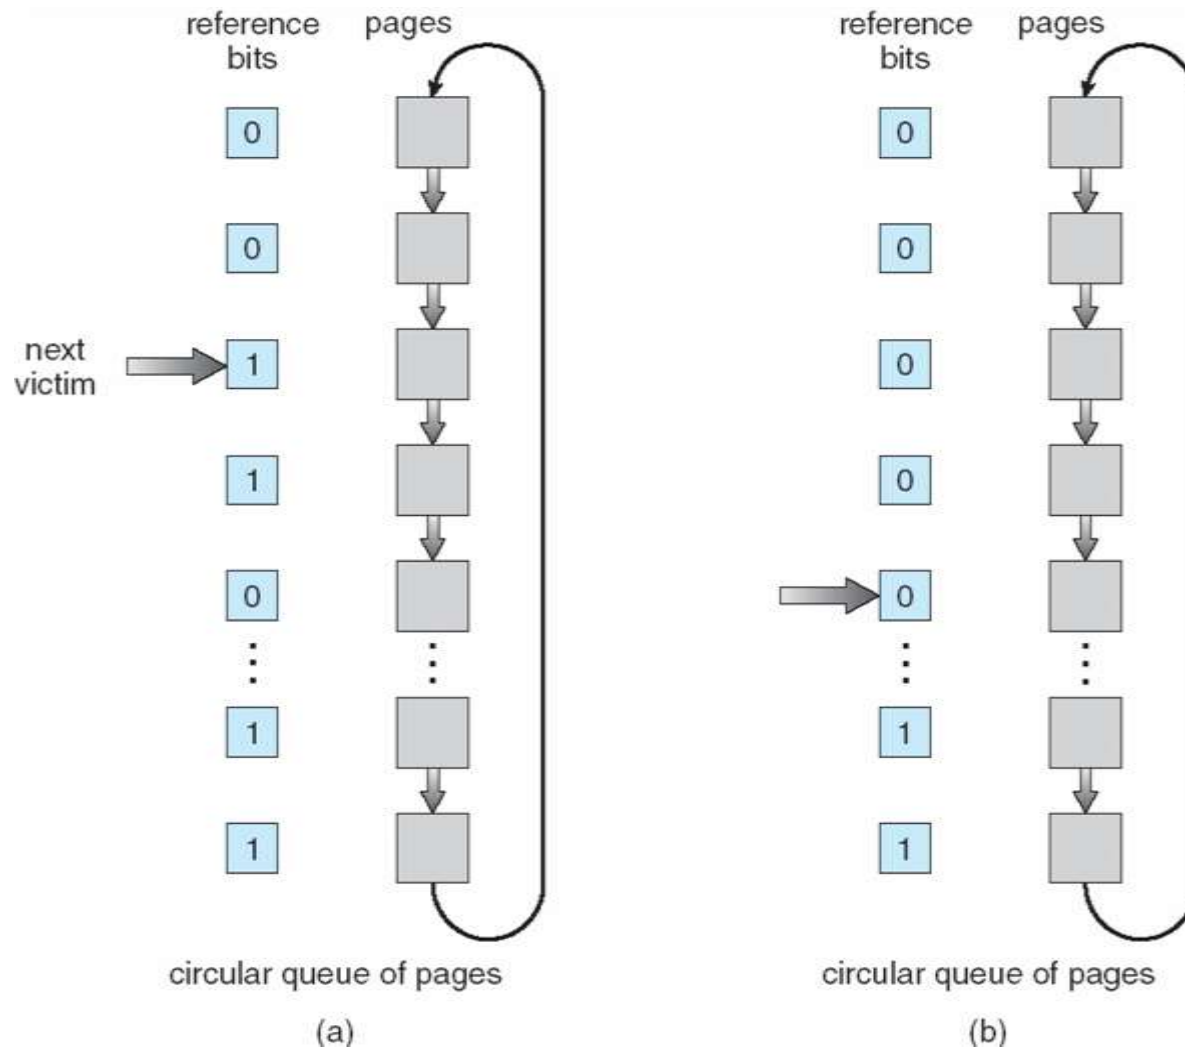 reference pages
bits
0
0
next
victim
1
1
0
1
1
circular queue of pages
(a)
reference pages
bits
0
0
0
0
0
1
1
circular queue of pages
(b)